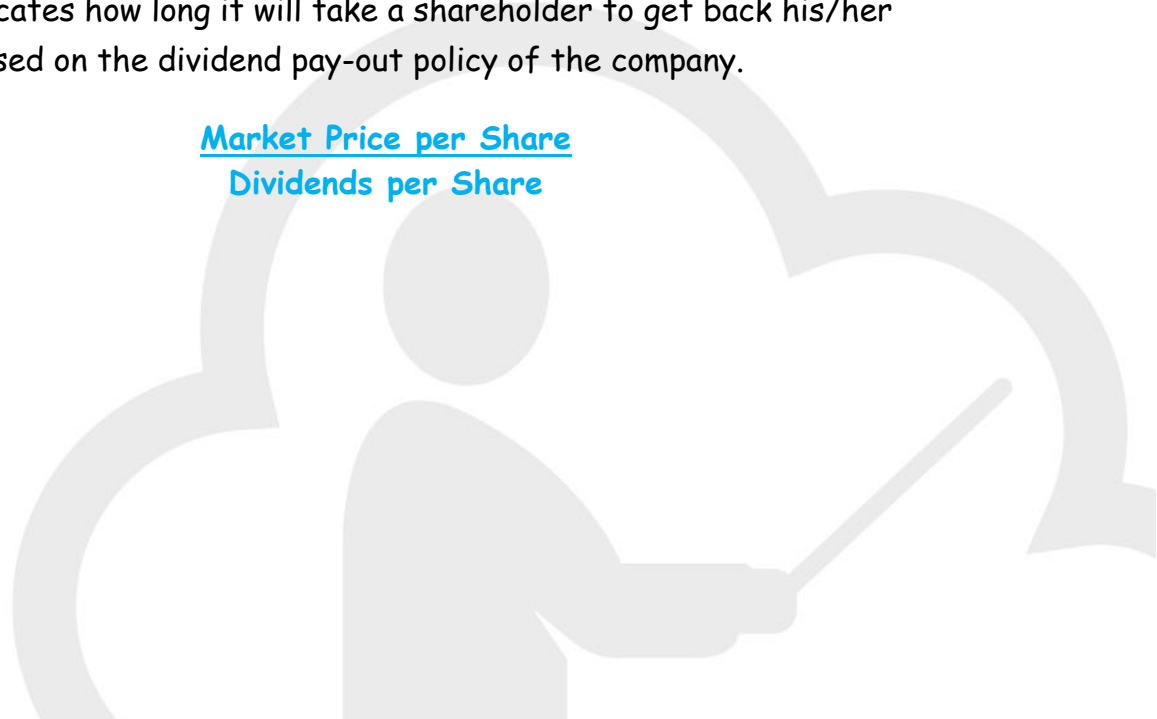 cates how long it will take a shareholder to get back his/her
sed on the dividend pay-out policy of the company.
Market Price per Share
Dividends per Share